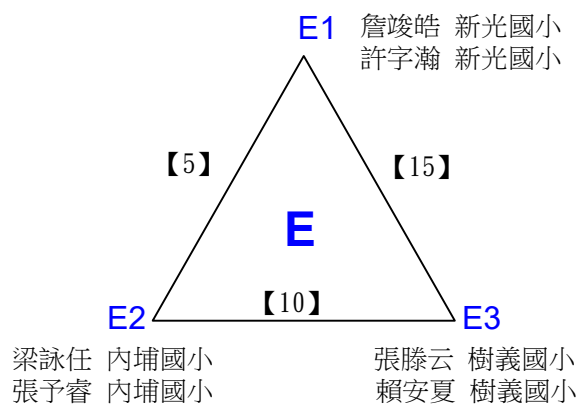 E1 詹竣皓 新光國小
許字瀚 新光國小
【5】
【15】
E
【10】
E2
E3
梁詠任 內埔國小
張予睿 內埔國小
張滕云 樹義國小
賴安夏 樹義國小